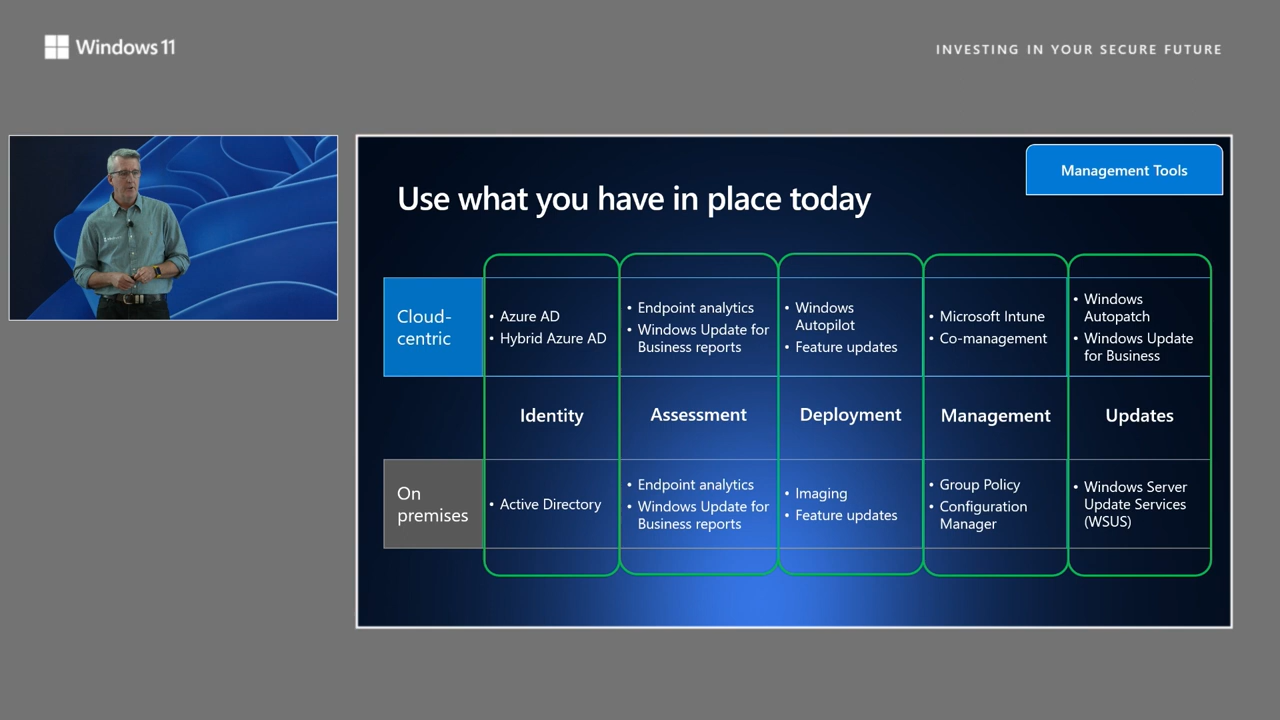 Windows 11
INVESTING IN YOUR SECURE FUTURE
Management Tools
Use what you have in place today
Cloud-
centric
• Azure AD
• Hybrid Azure AD
• Endpoint analytics
• Windows Update for
Business reports
• Windows
Autopilot
• Feature updates
• Microsoft Intune
• Co-management
• Windows
Autopatch
• Windows Update
for Business
Identity
Assessment
Deployment
Management
Updates
On
premises
• Active Directory
• Endpoint analytics
• Windows Update for
Business reports
• Imaging
• Feature updates
• Group Policy
• Configuration
Manager
• Windows Server
Update Services
(WSUS)